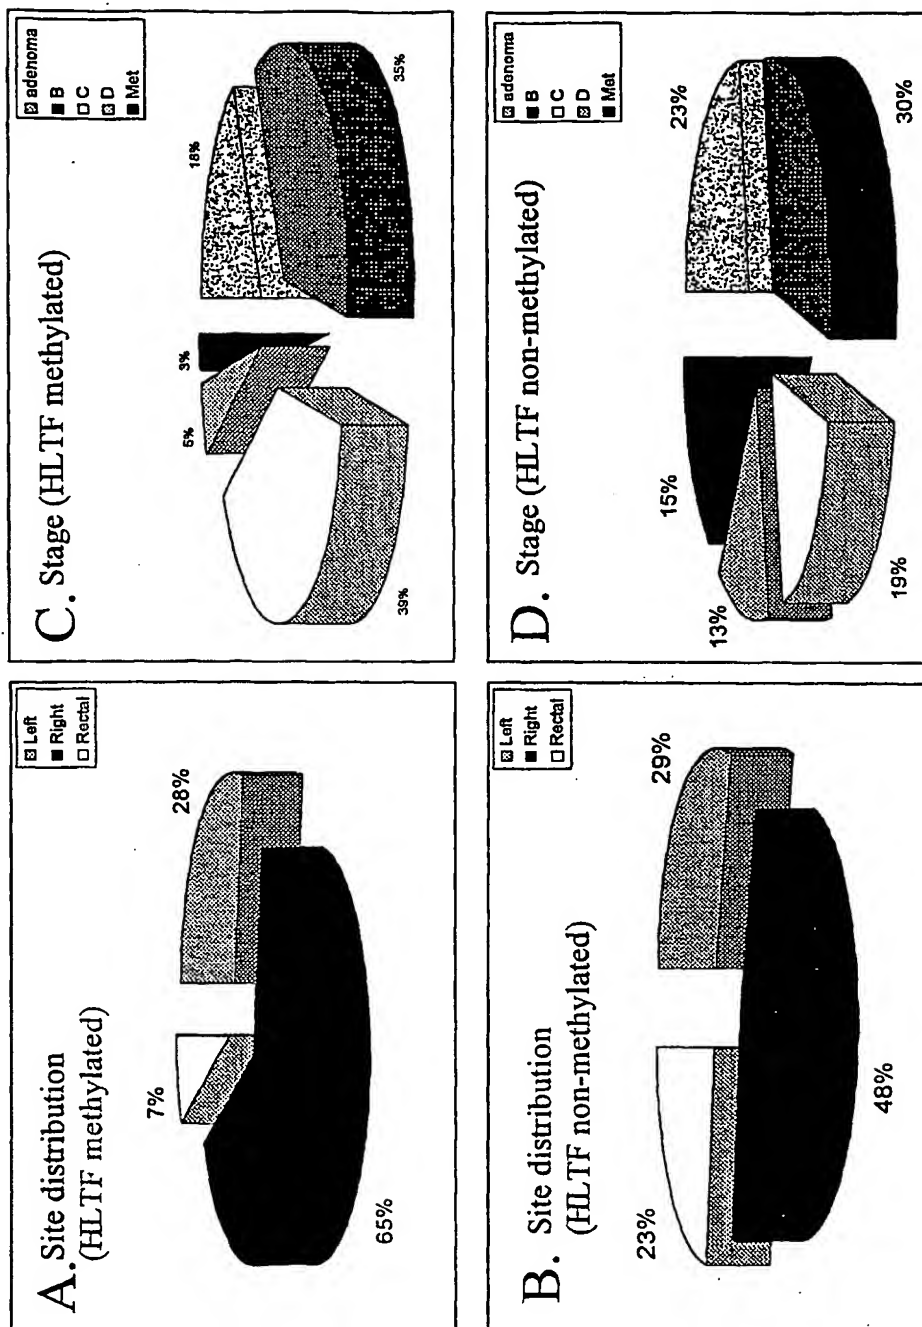 A. Site distribution
(HLTF methylated)
Left
Right
Rectal
7%
28%
65%
B. Site distribution
(HLTF non-methylated)
Left
Right
Rectal
23%
29%
48%
C. Stage (HLTF methylated)
adenoma
B
C
D
Met
18%
3%
5%
35%
39%
D. Stage (HLTF non-methylated)
adenoma
B
C
D
Met
23%
15%
13%
30%
19%